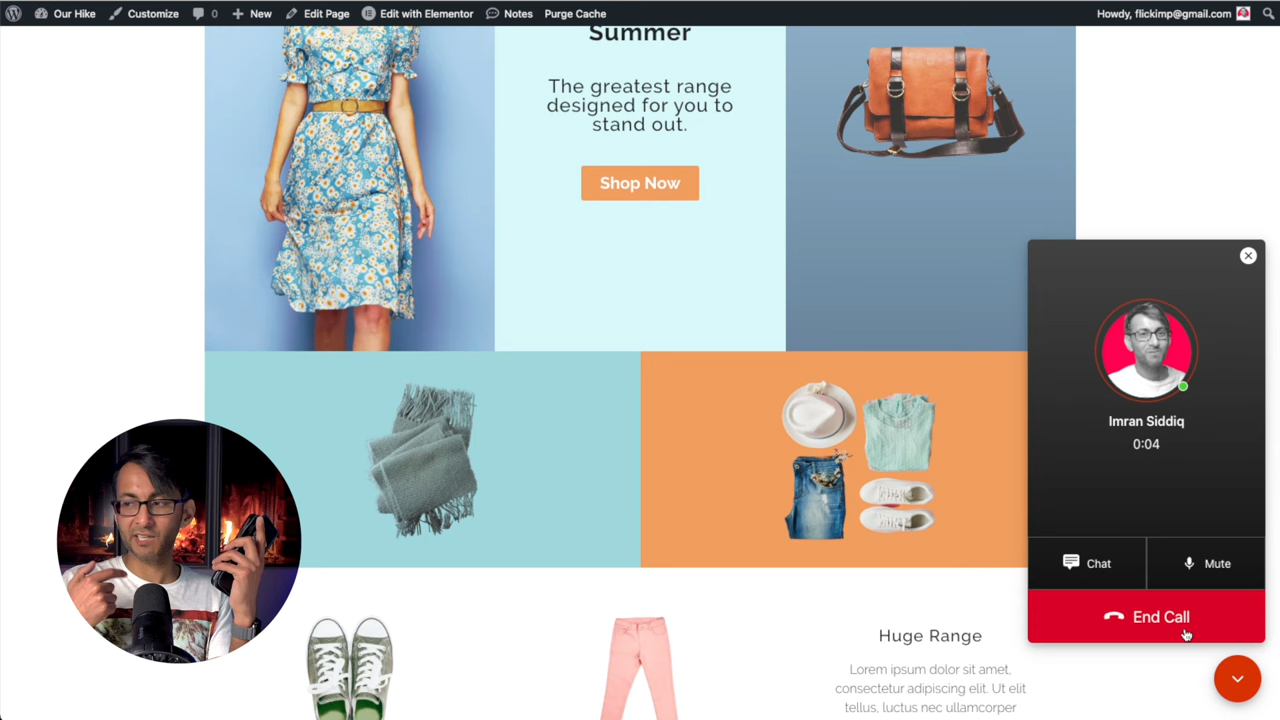 Our Hike
Customize
0
New
Edit Page
Edit with Elementor
Notes
Purge Cache
Howdy, flickimp@gmail.com
Summer
The greatest range
designed for you to
stand out.
Shop Now
Imran Siddiq
0:04
Chat
Mute
End Call
Huge Range
Lorem ipsum dolor sit amet,
consectetur adipiscing elit. Ut elit
tellus, luctus nec ullamcorper